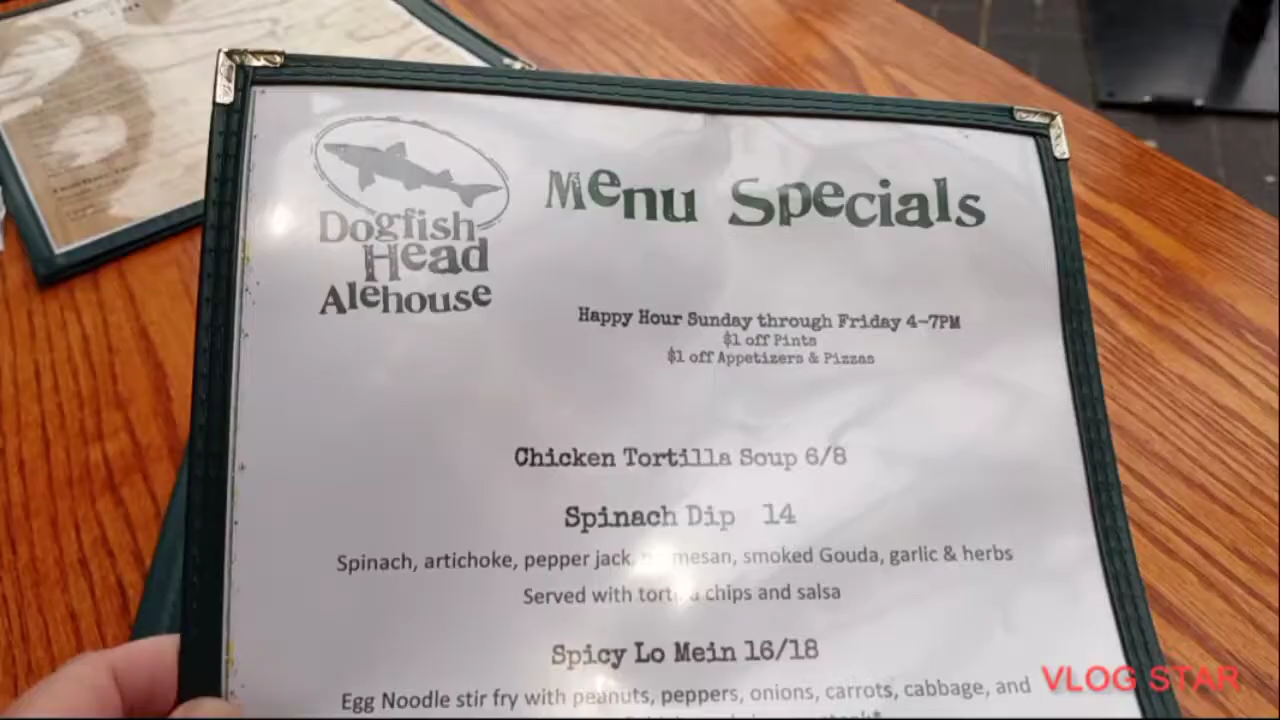 Dogfish
Head
Alehouse
Menu Specials
Happy Hour Sunday through Friday 4-7PM
$1 off Pints
$1 off Appetizers & Pizzas
Chicken Tortilla Soup 6/8
Spinach Dip 14
Spinach, artichoke, pepper jack, parmesan, smoked Gouda, garlic & herbs
Served with tortilla chips and salsa
Spicy Lo Mein 16/18
Egg Noodle stir fry with peanuts, peppers, onions, carrots, cabbage, and
VLOG STAR